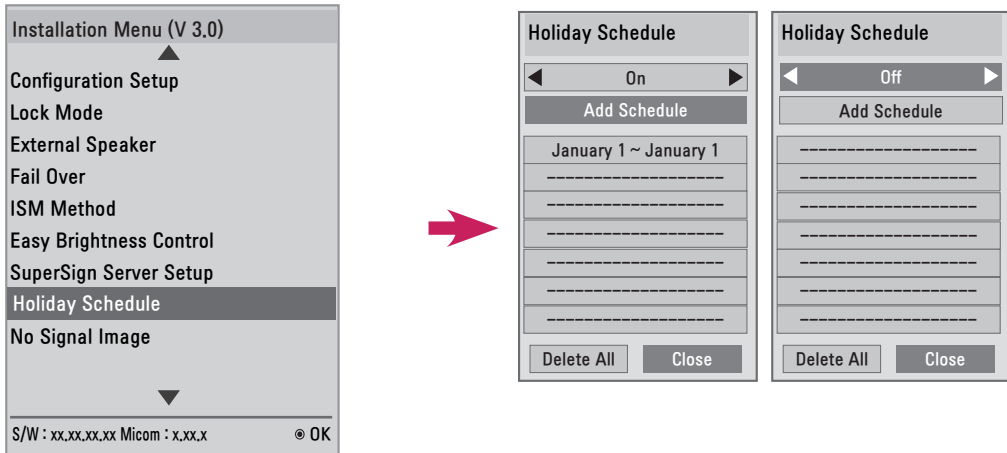 Installation Menu (V 3.0)
Configuration Setup
Lock Mode
External Speaker
Fail Over
ISM Method
Easy Brightness Control
SuperSign Server Setup
Holiday Schedule
No Signal Image
S/W : xx.xx.xx.xx Micom : x.xx.x ◉ OK
Holiday Schedule
◀ On ▶
Add Schedule
January 1 ~ January 1
------------------
------------------
------------------
------------------
------------------
------------------
Delete All Close
Holiday Schedule
◀ Off ▶
Add Schedule
------------------
------------------
------------------
------------------
------------------
------------------
------------------
Delete All Close